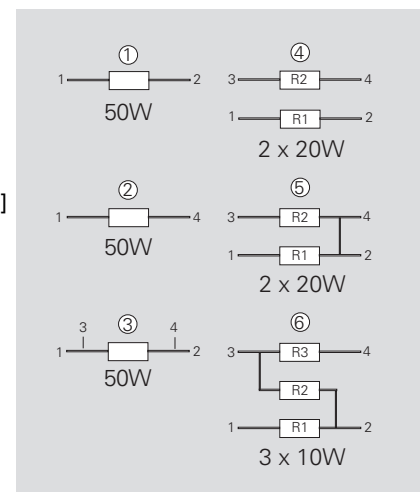 ① ④
1 2 3 R2 4
50W 1 R1 2
2 x 20W
]
② ⑤
1 4 3 R2 4
50W 1 R1 2
2 x 20W
3 ③ 4 ⑥
1 2 3 R3 4
50W R2
1 R1 2
3 x 10W